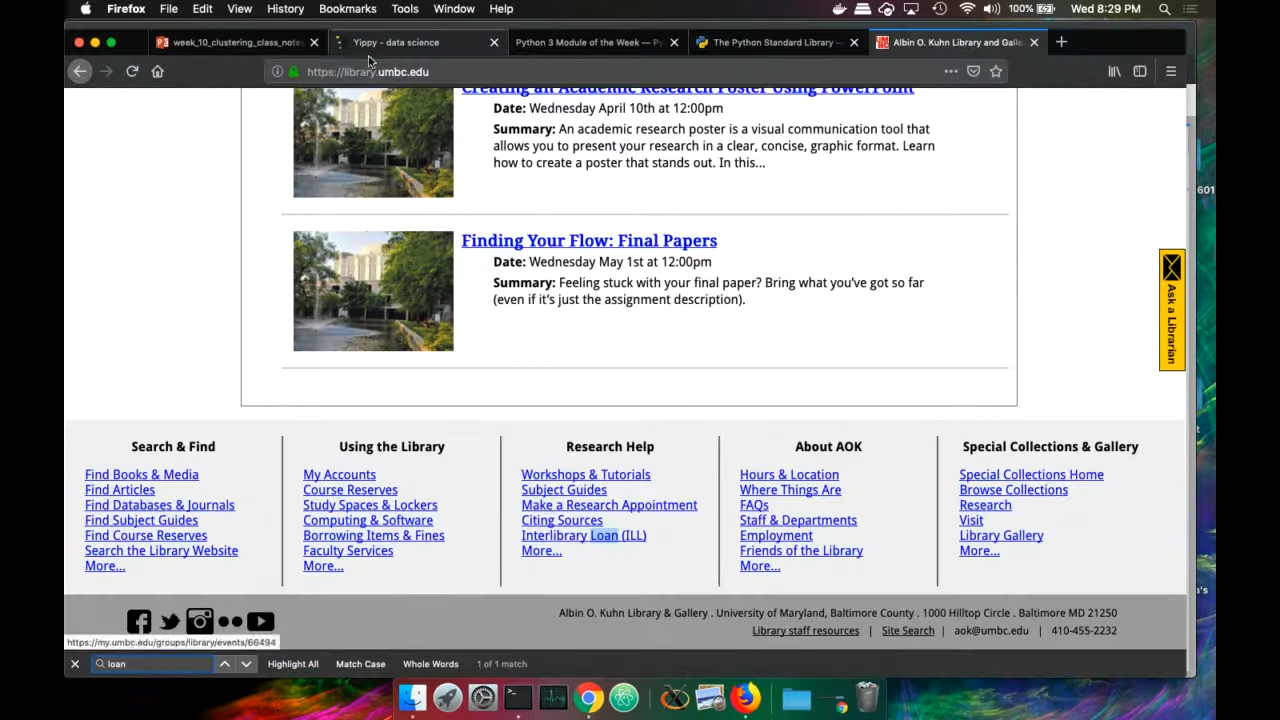 Firefox File Edit View History Bookmarks Tools Window Help 100% Wed 8:29 PM
week_10_clustering_class_note Yippy - data science Python 3 Module of the Week — Py The Python Standard Library — Albin O. Kuhn Library and Galle
https://library.umbc.edu
Creating an Academic Research Poster Using PowerPoint
Date: Wednesday April 10th at 12:00pm
Summary: An academic research poster is a visual communication tool that
allows you to present your research in a clear, concise, graphic format. Learn
how to create a poster that stands out. In this...
601
Finding Your Flow: Final Papers
Date: Wednesday May 1st at 12:00pm
Summary: Feeling stuck with your final paper? Bring what you've got so far
(even if it's just the assignment description).
Ask a Librarian
Search & Find
Find Books & Media
Find Articles
Find Databases & Journals
Find Subject Guides
Find Course Reserves
Search the Library Website
More...
Using the Library
My Accounts
Course Reserves
Study Spaces & Lockers
Computing & Software
Borrowing Items & Fines
Faculty Services
More...
Research Help
Workshops & Tutorials
Subject Guides
Make a Research Appointment
Citing Sources
Interlibrary Loan (ILL)
More...
About AOK
Hours & Location
Where Things Are
FAQs
Staff & Departments
Employment
Friends of the Library
More...
Special Collections & Gallery
Special Collections Home
Browse Collections
Research
Visit
Library Gallery
More...
Albin O. Kuhn Library & Gallery . University of Maryland, Baltimore County . 1000 Hilltop Circle . Baltimore MD 21250
Library staff resources | Site Search | aok@umbc.edu | 410-455-2232
https://my.umbc.edu/groups/library/events/66494
loan Highlight All Match Case Whole Words 1 of 1 match